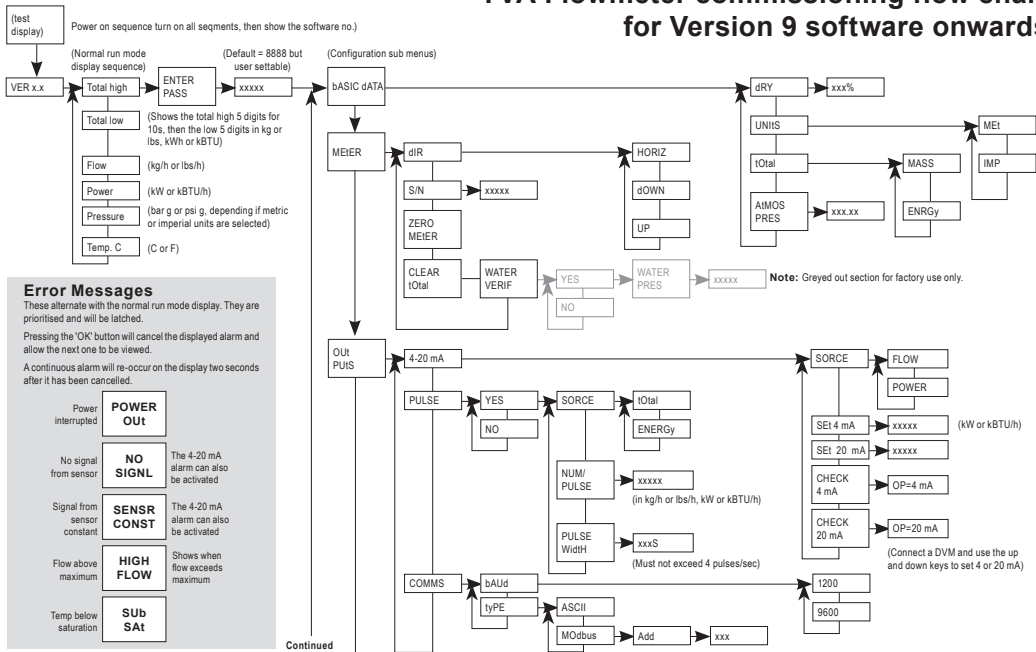 TVA Flowmeter commissioning flow chart
for Version 9 software onwards
(test
display)
Power on sequence turn on all seqments, then show the software no.)
(Normal run mode
display sequence)
(Default = 8888 but
user settable)
(Configuration sub menus)
VER x.x
Total high
ENTER
PASS
xxxxx
bASIC dATA
dRY
xxx%
Total low
(Shows the total high 5 digits for
10s, then the low 5 digits in kg or
lbs, kWh or kBTU)
UNItS
MEt
IMP
Flow
(kg/h or lbs/h)
Power
(kW or kBTU/h)
Pressure
(bar g or psi g, depending if metric
or imperial units are selected)
Temp. C
(C or F)
tOtal
MASS
ENRGy
AtMOS
PRES
xxx.xx
MEtER
dIR
HORIZ
dOWN
UP
S/N
xxxxx
ZERO
MEtER
CLEAR
tOtal
WATER
VERIF
YES
NO
WATER
PRES
xxxxx
Note: Greyed out section for factory use only.
Error Messages
These alternate with the normal run mode display. They are
prioritised and will be latched.
Pressing the 'OK' button will cancel the displayed alarm and
allow the next one to be viewed.
A continuous alarm will re-occur on the display two seconds
after it has been cancelled.
Power
interrupted
POWER
OUt
No signal
from sensor
NO
SIGNL
The 4-20 mA
alarm can also
be activated
Signal from
sensor
constant
SENSR
CONST
The 4-20 mA
alarm can also
be activated
Flow above
maximum
HIGH
FLOW
Shows when
flow exceeds
maximum
Temp below
saturation
SUb
SAt
OUt
PUtS
4-20 mA
SORCE
FLOW
POWER
SEt 4 mA
xxxxx
(kW or kBTU/h)
SEt 20 mA
xxxxx
CHECK
4 mA
OP=4 mA
CHECK
20 mA
OP=20 mA
(Connect a DVM and use the up
and down keys to set 4 or 20 mA)
PULSE
YES
NO
SORCE
tOtal
ENERGy
NUM/
PULSE
xxxxx
(in kg/h or lbs/h, kW or kBTU/h)
PULSE
WidtH
xxxS
(Must not exceed 4 pulses/sec)
COMMS
bAUd
1200
9600
tyPE
ASCII
MOdbus
Add
xxx
Continued